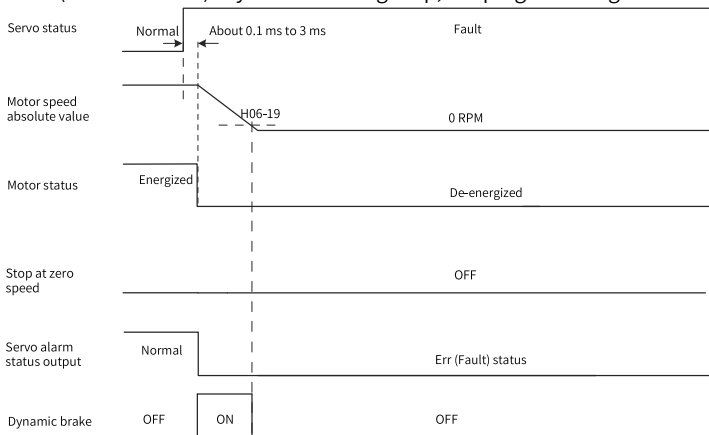 Servo status
Normal
About 0.1 ms to 3 ms
Fault
Motor speed
absolute value
H06-19
0 RPM
Motor status
Energized
De-energized
Stop at zero
speed
OFF
Servo alarm
status output
Normal
Err (Fault) status
Dynamic brake
OFF
ON
OFF